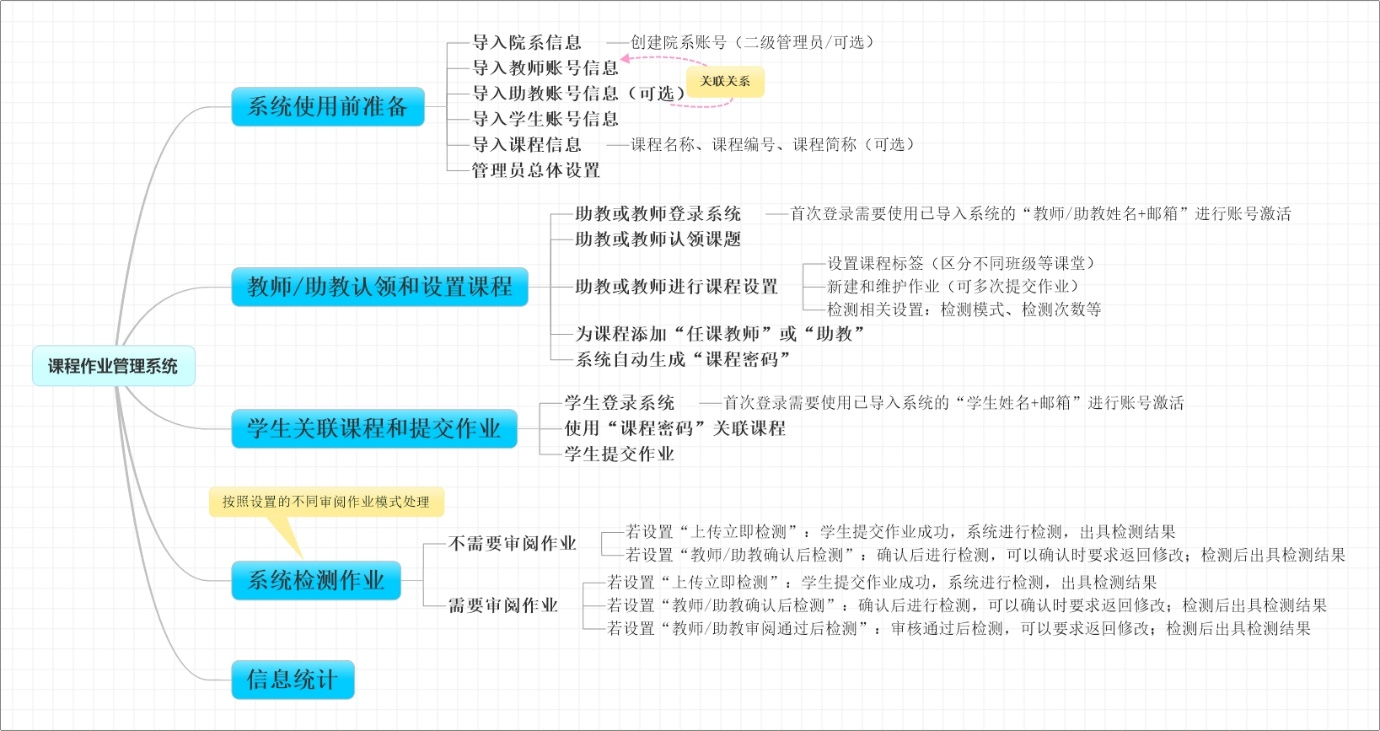 课程作业管理系统
系统使用前准备
导入院系信息
创建院系账号（二级管理员/可选）
导入教师账号信息
导入助教账号信息（可选）
关联关系
导入学生账号信息
导入课程信息
课程名称、课程编号、课程简称（可选）
管理员总体设置
教师/助教认领和设置课程
助教或教师登录系统
首次登录需要使用已导入系统的“教师/助教姓名+邮箱”进行账号激活
助教或教师认领课题
助教或教师进行课程设置
设置课程标签（区分不同班级等课堂）
新建和维护作业（可多次提交作业）
检测相关设置：检测模式、检测次数等
为课程添加“任课教师”或“助教”
系统自动生成“课程密码”
学生关联课程和提交作业
学生登录系统
首次登录需要使用已导入系统的“学生姓名+邮箱”进行账号激活
使用“课程密码”关联课程
学生提交作业
按照设置的不同审阅作业模式处理
系统检测作业
不需要审阅作业
若设置“上传立即检测”：学生提交作业成功，系统进行检测，出具检测结果
若设置“教师/助教确认后检测”：确认后进行检测，可以确认时要求返回修改；检测后出具检测结果
需要审阅作业
若设置“上传立即检测”：学生提交作业成功，系统进行检测，出具检测结果
若设置“教师/助教确认后检测”：确认后进行检测，可以确认时要求返回修改；检测后出具检测结果
若设置“教师/助教审阅通过后检测”：审核通过后检测，可以要求返回修改；检测后出具检测结果
信息统计